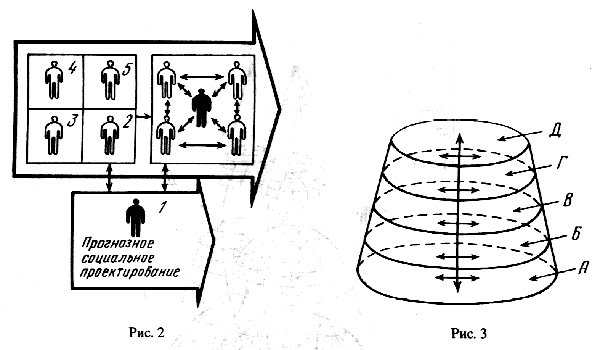 4
5
3
2
1
Прогнозное
социальное
проектирование
Рис. 2
Д
Г
В
Б
А
Рис. 3